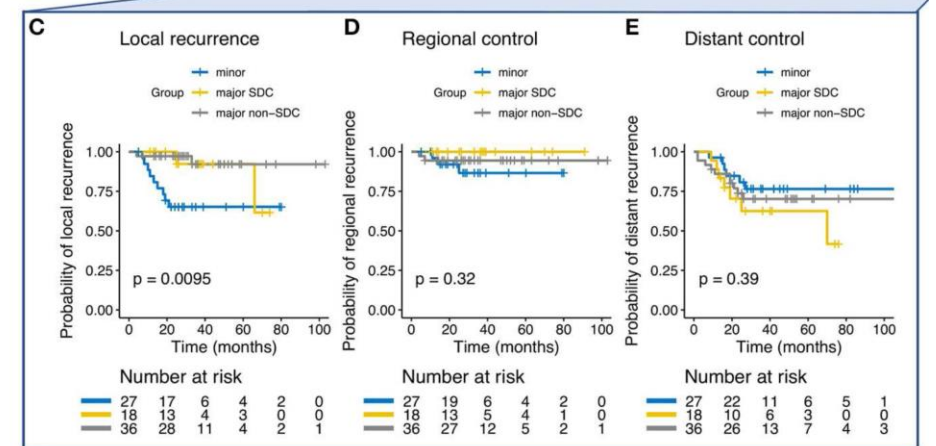 C
Local recurrence
minor
Group major SDC
major non-SDC
Probability of local recurrence
1.00
0.75
0.50
0.25
0.00
p = 0.0095
0 20 40 60 80 100
Time (months)
Number at risk
27 17 6 4 2 0
18 13 4 3 0 0
36 28 11 4 2 1
D
Regional control
minor
Group major SDC
major non-SDC
Probability of regional recurrence
1.00
0.75
0.50
0.25
0.00
p = 0.32
0 20 40 60 80 100
Time (months)
Number at risk
27 19 6 4 2 0
18 13 5 4 1 0
36 27 12 5 2 1
E
Distant control
minor
Group major SDC
major non-SDC
Probability of distant recurrence
1.00
0.75
0.50
0.25
0.00
p = 0.39
0 20 40 60 80 100
Time (months)
Number at risk
27 22 11 6 5 1
18 10 6 3 0 0
36 26 13 7 4 3